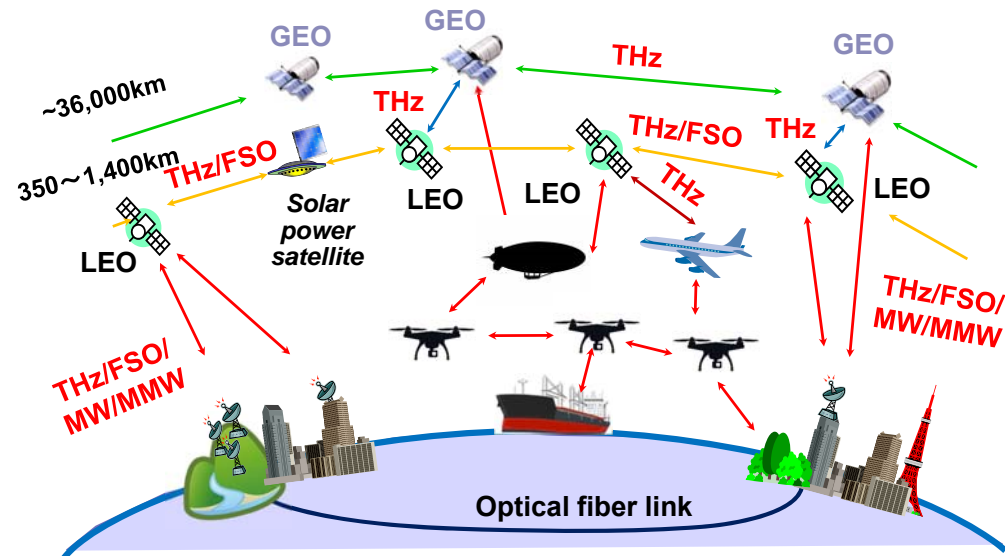 GEO
GEO
GEO
THz
~36,000km
THz
THz/FSO
THz
350～1,400km
THz/FSO
LEO
LEO
LEO
THz
Solar
power
satellite
LEO
THz/FSO/
MW/MMW
THz/FSO/
MW/MMW
Optical fiber link